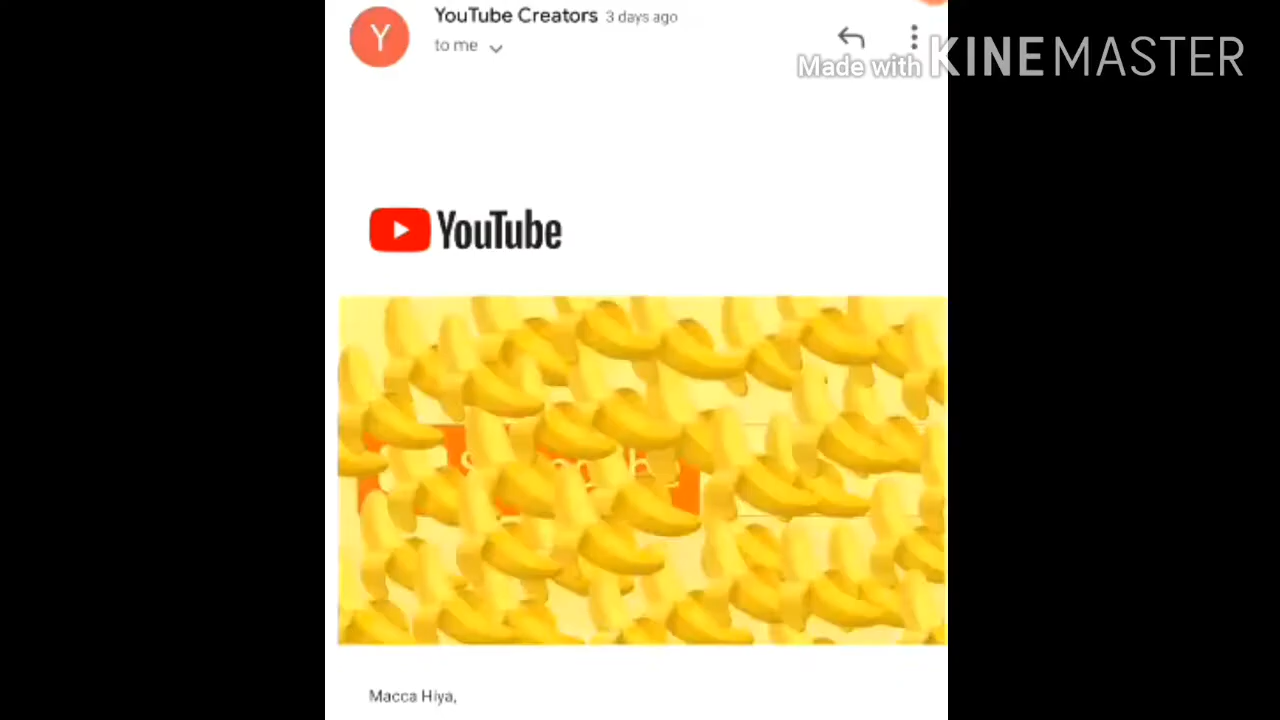 YouTube Creators 3 days ago
Y
to me
Made with KINEMASTER
YouTube
Macca Hiya,